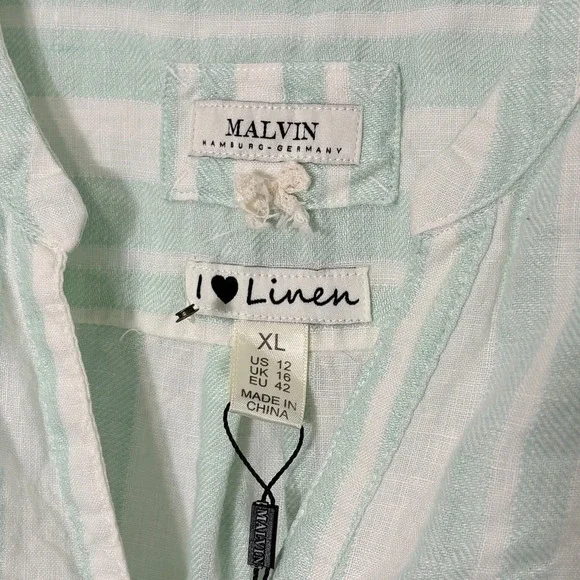 MALVIN
HAMBURG-GERMANY
I ♥ Linen
XL
US 12
UK 16
EU 42
MADE IN
CHINA
MALVIN